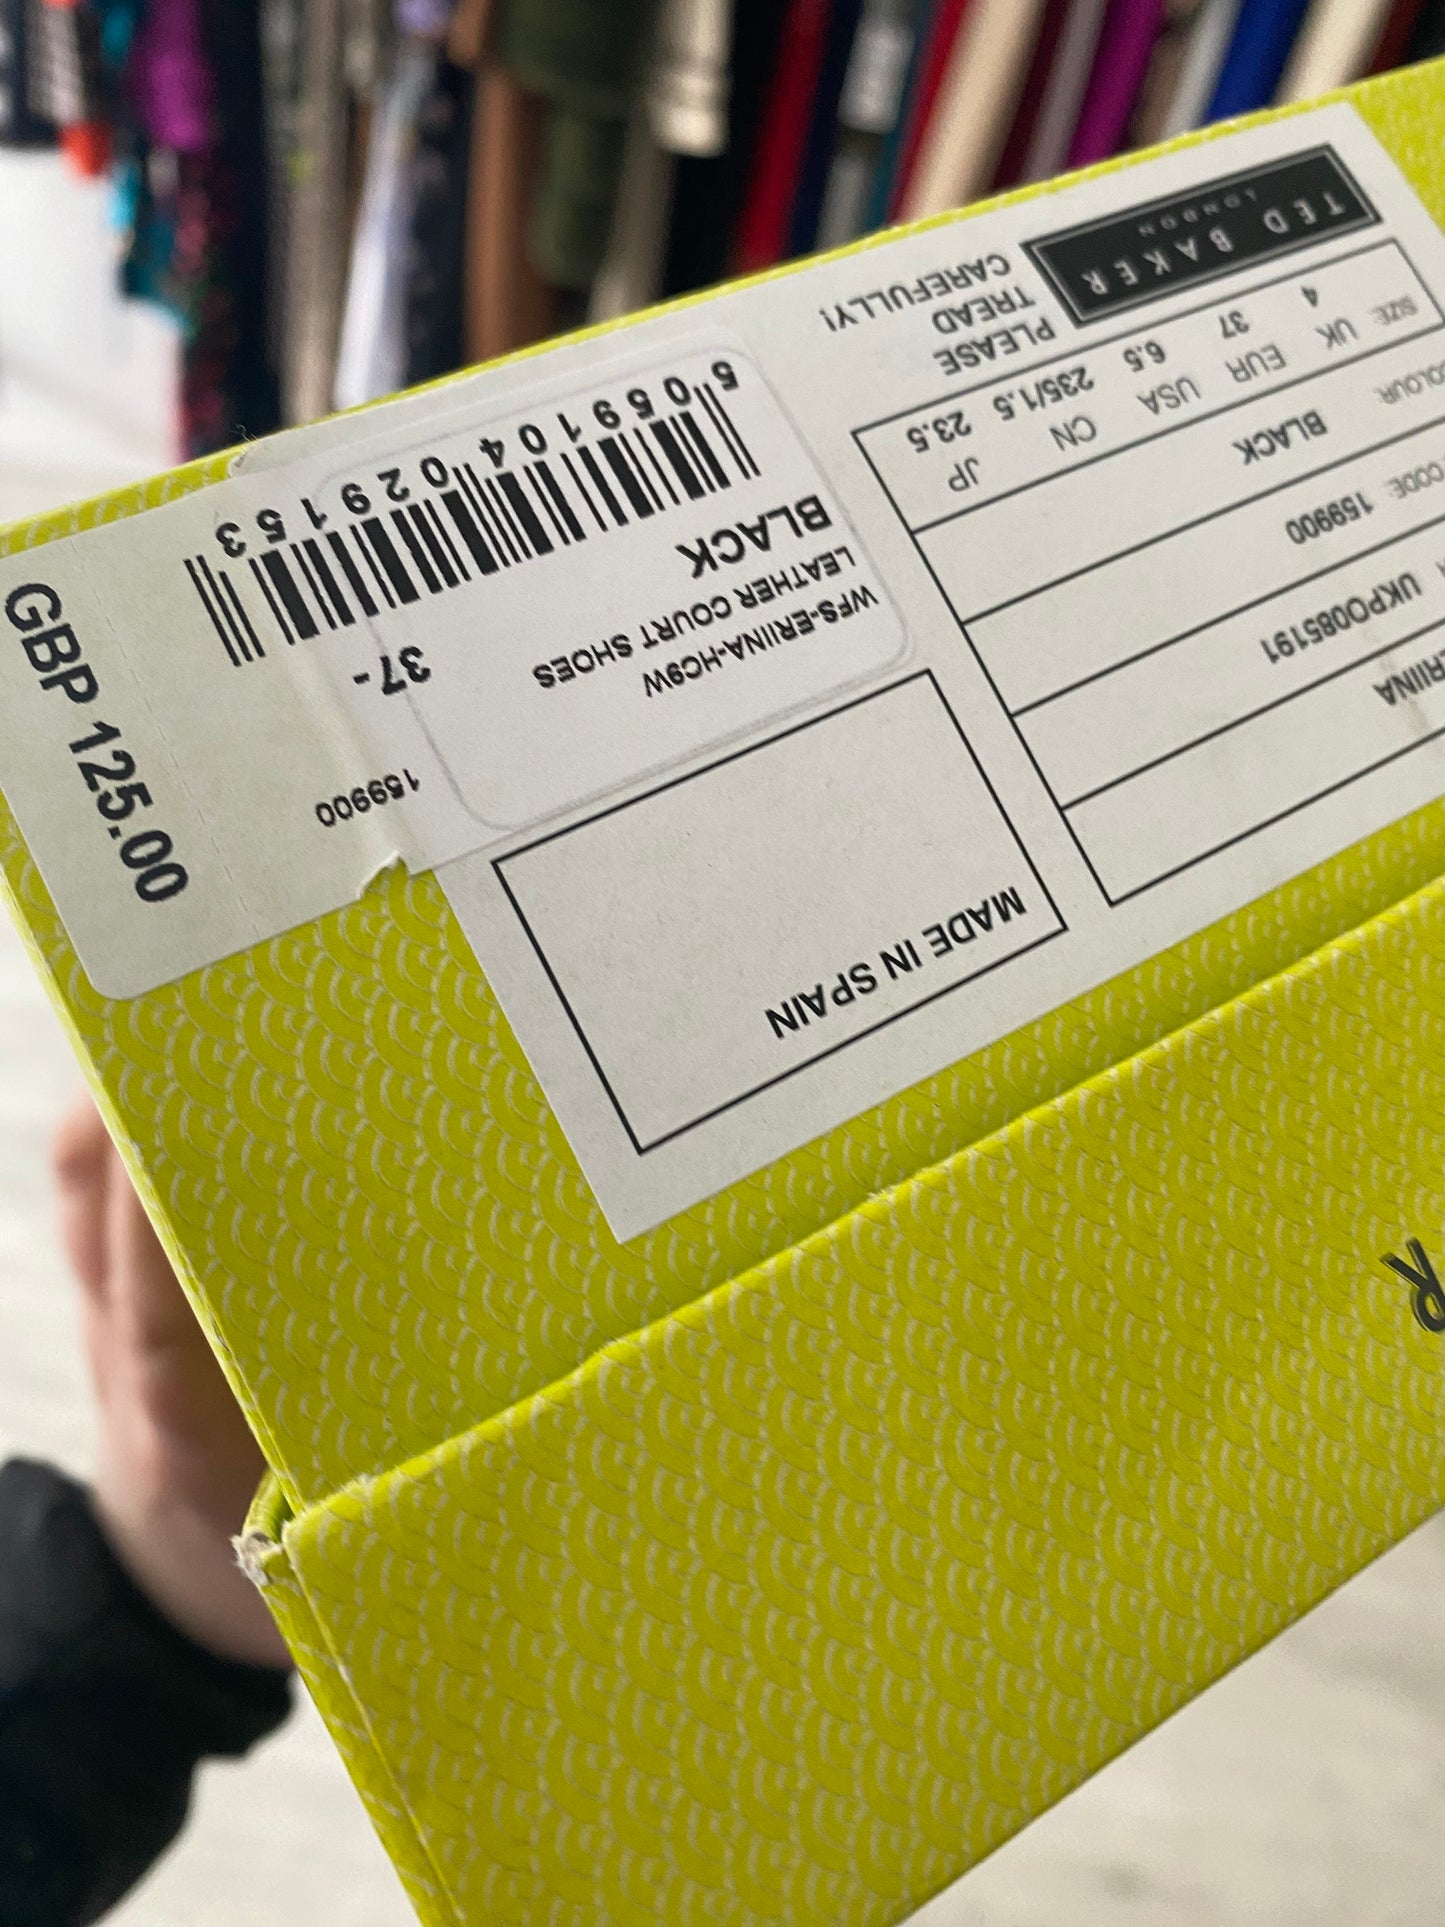 ERIINA
UKPO085191
CODE: 159900
COLOUR: BLACK
SIZE: UK EUR USA CN JP
4 37 6.5 235/1.5 23.5
TED BAKER
LONDON
PLEASE
TREAD
CAREFULLY!
MADE IN SPAIN
WFS-ERIINA-HC9W
LEATHER COURT SHOES
BLACK
159900
37-
5 059104 029153
GBP 125.00
R